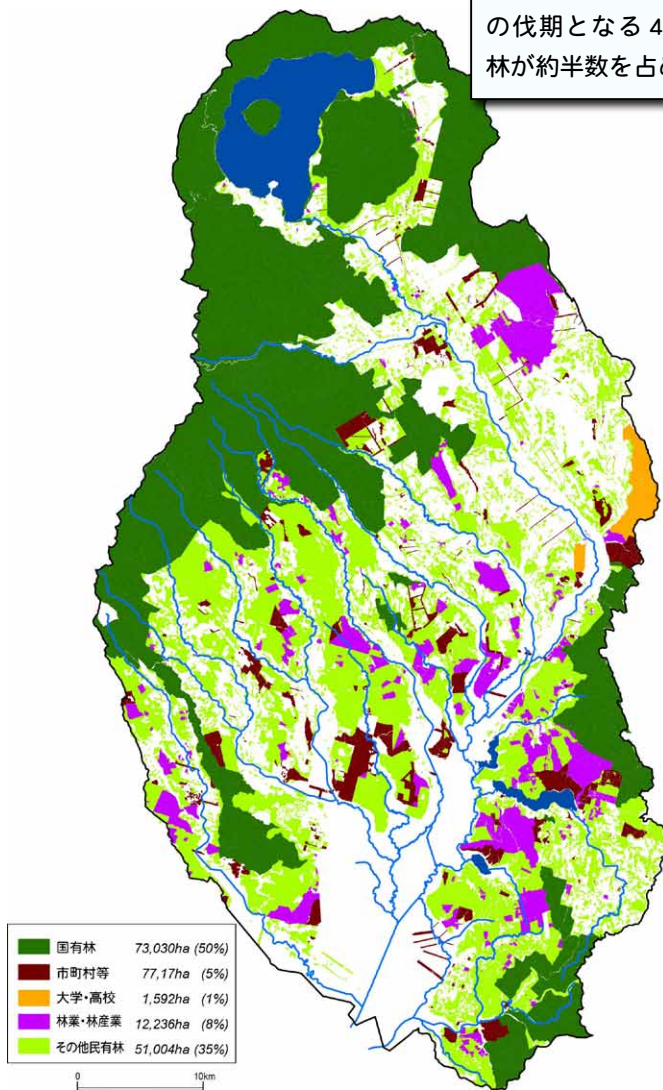 の伐期となる 4
林が約半数を占め
国有林 73,030ha (50%)
市町村等 77,17ha (5%)
大学・高校 1,592ha (1%)
林業・林産業 12,236ha (8%)
その他民有林 51,004ha (35%)
0 10km